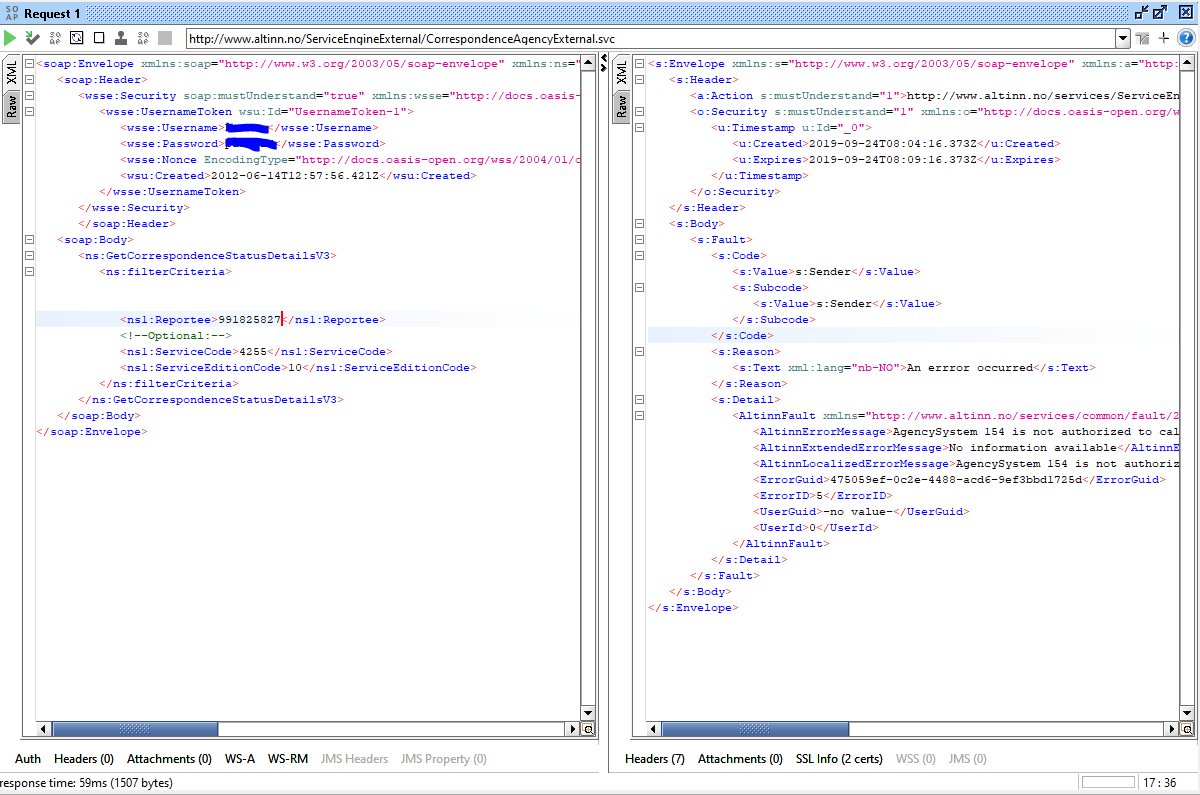 SO AP Request 1
http://www.altinn.no/ServiceEngineExternal/CorrespondenceAgencyExternal.svc
XML
Raw
<soap:Envelope xmlns:soap="http://www.w3.org/2003/05/soap-envelope" xmlns:ns="
<soap:Header>
<wsse:Security soap:mustUnderstand="true" xmlns:wsse="http://docs.oasis-
<wsse:UsernameToken wsu:Id="UsernameToken-1">
<wsse:Username></wsse:Username>
<wsse:Password></wsse:Password>
<wsse:Nonce EncodingType="http://docs.oasis-open.org/wss/2004/01/o
<wsu:Created>2012-06-14T12:57:56.421Z</wsu:Created>
</wsse:UsernameToken>
</wsse:Security>
</soap:Header>
<soap:Body>
<ns:GetCorrespondenceStatusDetailsV3>
<ns:filterCriteria>
<ns1:Reportee>991825827</ns1:Reportee>
<!--Optional:-->
<ns1:ServiceCode>4255</ns1:ServiceCode>
<ns1:ServiceEditionCode>10</ns1:ServiceEditionCode>
</ns:filterCriteria>
</ns:GetCorrespondenceStatusDetailsV3>
</soap:Body>
</soap:Envelope>
Auth Headers (0) Attachments (0) WS-A WS-RM JMS Headers JMS Property (0)
XML
Raw
<s:Envelope xmlns:s="http://www.w3.org/2003/05/soap-envelope" xmlns:a="http:
<s:Header>
<a:Action s:mustUnderstand="1">http://www.altinn.no/services/ServiceEn
<o:Security s:mustUnderstand="1" xmlns:o="http://docs.oasis-open.org/w
<u:Timestamp u:Id="_0">
<u:Created>2019-09-24T08:04:16.373Z</u:Created>
<u:Expires>2019-09-24T08:09:16.373Z</u:Expires>
</u:Timestamp>
</o:Security>
</s:Header>
<s:Body>
<s:Fault>
<s:Code>
<s:Value>s:Sender</s:Value>
<s:Subcode>
<s:Value>s:Sender</s:Value>
</s:Subcode>
</s:Code>
<s:Reason>
<s:Text xml:lang="nb-NO">An errror occurred</s:Text>
</s:Reason>
<s:Detail>
<AltinnFault xmlns="http://www.altinn.no/services/common/fault/2
<AltinnErrorMessage>AgencySystem 154 is not authorized to cal
<AltinnExtendedErrorMessage>No information available</AltinnE
<AltinnLocalizedErrorMessage>AgencySystem 154 is not authoriz
<ErrorGuid>475059ef-0c2e-4488-acd6-9ef3bbd1725d</ErrorGuid>
<ErrorID>5</ErrorID>
<UserGuid>-no value-</UserGuid>
<UserId>0</UserId>
</AltinnFault>
</s:Detail>
</s:Fault>
</s:Body>
</s:Envelope>
Headers (7) Attachments (0) SSL Info (2 certs) WSS (0) JMS (0)
response time: 59ms (1507 bytes)
17 : 36